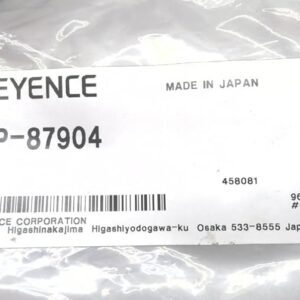 EYENCE
MADE IN JAPAN
P-87904
458081
96
#
CE CORPORATION
Higashinakajima Higashiyodogawa-ku Osaka 533-8555 Jap